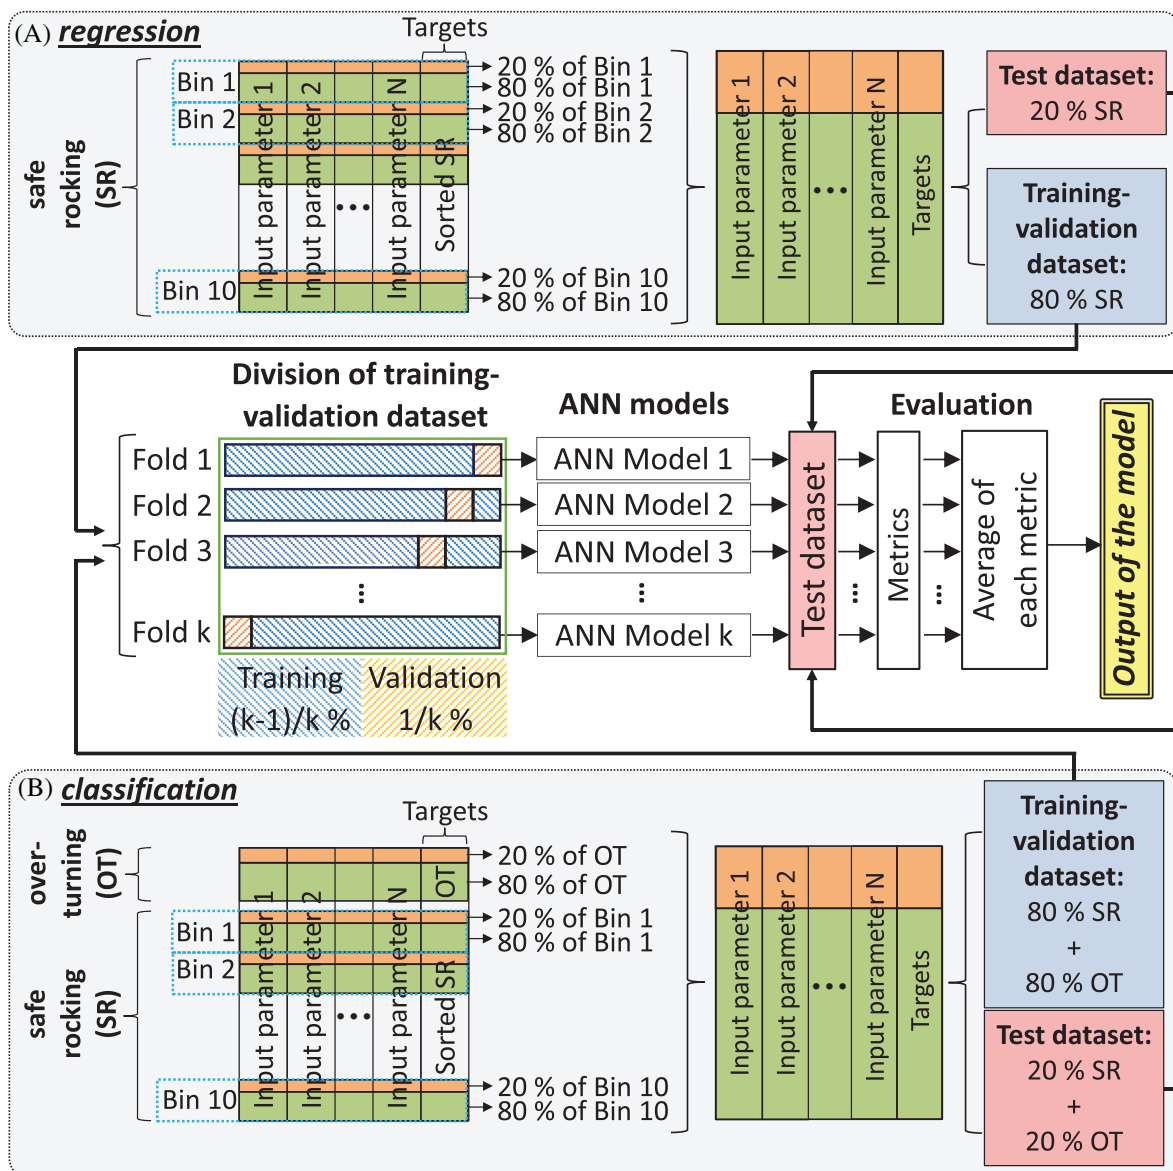 (A) regression
Targets
safe
rocking
(SR)
Bin 1
Bin 2
Bin 10
Input parameter 1
Input parameter 2
...
Input parameter N
Sorted SR
20 % of Bin 1
80 % of Bin 1
20 % of Bin 2
80 % of Bin 2
20 % of Bin 10
80 % of Bin 10
Input parameter 1
Input parameter 2
...
Input parameter N
Targets
Test dataset:
20 % SR
Training-
validation
dataset:
80 % SR
Division of training-
validation dataset
ANN models
Evaluation
Fold 1
Fold 2
Fold 3
...
Fold k
ANN Model 1
ANN Model 2
ANN Model 3
...
ANN Model k
Training
(k-1)/k %
Validation
1/k %
Test dataset
...
Metrics
...
Average of
each metric
Output of the model
(B) classification
Targets
over-
turning
(OT)
safe
rocking
(SR)
Bin 1
Bin 2
Bin 10
Input parameter 1
Input parameter 2
...
Input parameter N
OT
Sorted SR
20 % of OT
80 % of OT
20 % of Bin 1
80 % of Bin 1
20 % of Bin 10
80 % of Bin 10
Input parameter 1
Input parameter 2
...
Input parameter N
Targets
Training-
validation
dataset:
80 % SR
+
80 % OT
Test dataset:
20 % SR
+
20 % OT